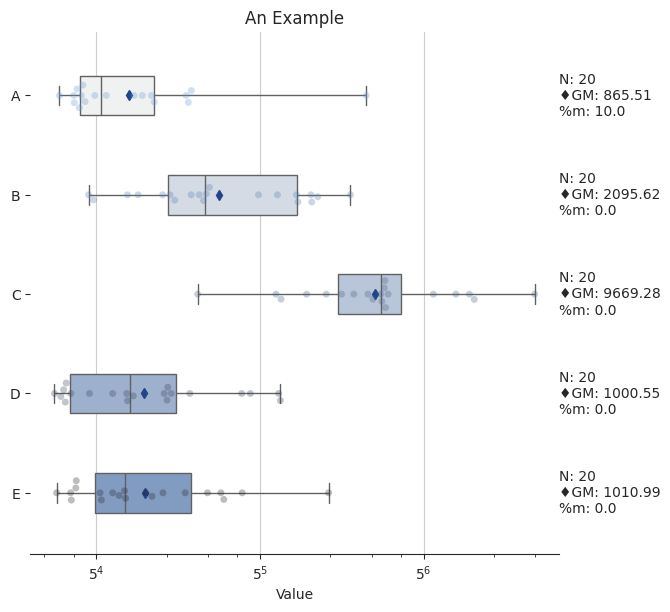 An Example
A
N: 20
♦GM: 865.51
%m: 10.0
B
N: 20
♦GM: 2095.62
%m: 0.0
C
N: 20
♦GM: 9669.28
%m: 0.0
D
N: 20
♦GM: 1000.55
%m: 0.0
E
N: 20
♦GM: 1010.99
%m: 0.0
5⁴ 5⁵ 5⁶
Value